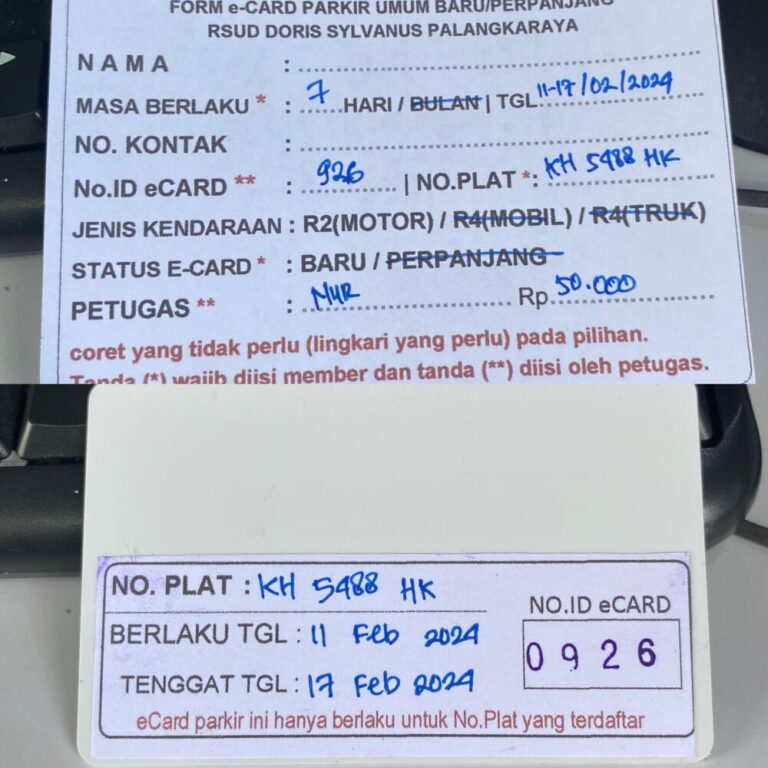 FORM e-CARD PARKIR UMUM BARU/PERPANJANG
RSUD DORIS SYLVANUS PALANGKARAYA
N A M A :
MASA BERLAKU * : 7 HARI / BULAN | TGL 11-17/02/2024
NO. KONTAK :
No.ID eCARD ** : 926 | NO.PLAT *: KH 5488 HK
JENIS KENDARAAN : R2(MOTOR) / R4(MOBIL) / R4(TRUK)
STATUS E-CARD * : BARU / PERPANJANG
PETUGAS ** : NUR Rp. 50.000
coret yang tidak perlu (lingkari yang perlu) pada pilihan.
Tanda (*) wajib diisi member dan tanda (**) diisi oleh petugas.
NO. PLAT : KH 5488 HK
BERLAKU TGL : 11 Feb 2024
TENGGAT TGL : 17 Feb 2024
NO.ID eCARD
0926
eCard parkir ini hanya berlaku untuk No.Plat yang terdaftar